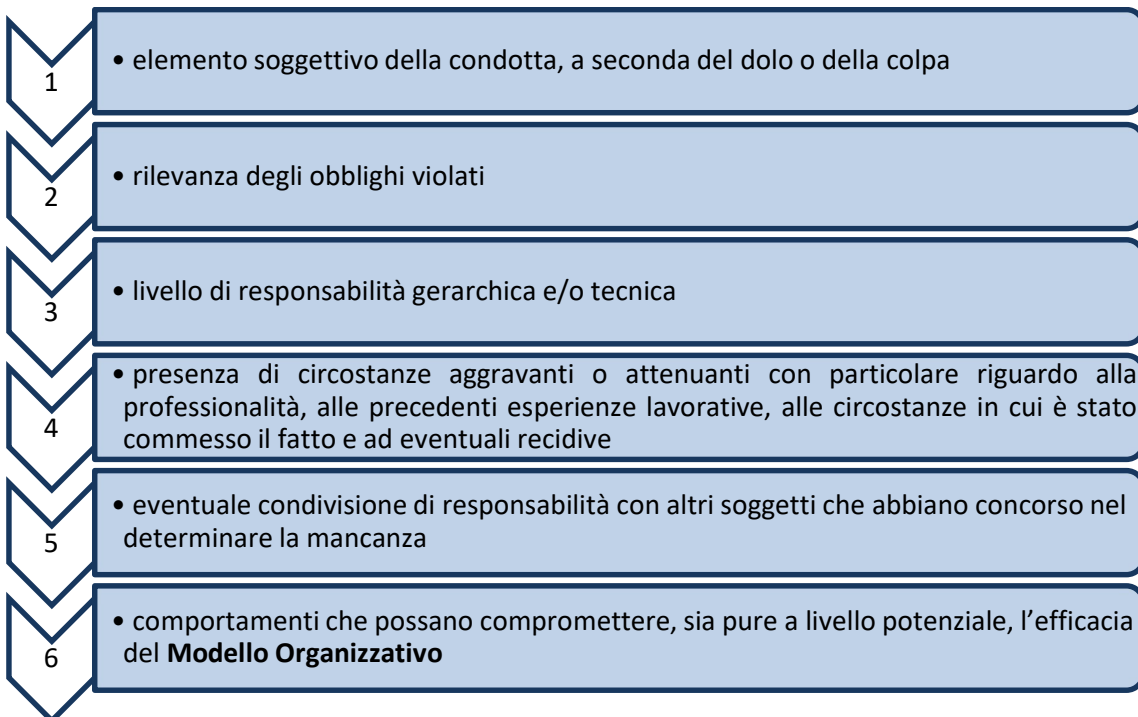 1
• elemento soggettivo della condotta, a seconda del dolo o della colpa
2
• rilevanza degli obblighi violati
3
• livello di responsabilità gerarchica e/o tecnica
4
• presenza di circostanze aggravanti o attenuanti con particolare riguardo alla
professionalità, alle precedenti esperienze lavorative, alle circostanze in cui è stato
commesso il fatto e ad eventuali recidive
5
• eventuale condivisione di responsabilità con altri soggetti che abbiano concorso nel
determinare la mancanza
6
• comportamenti che possano compromettere, sia pure a livello potenziale, l’efficacia
del Modello Organizzativo